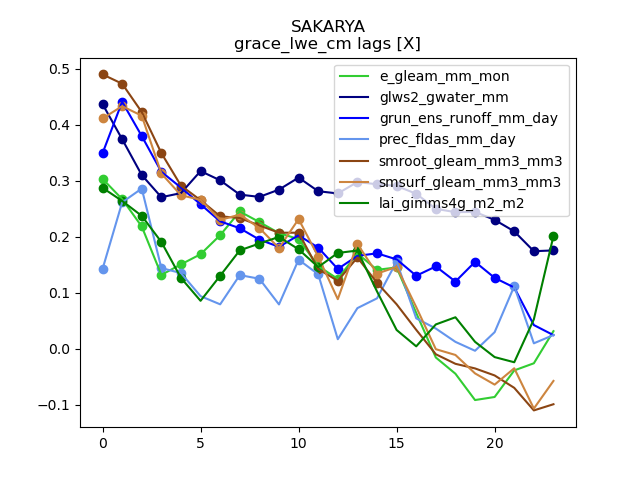 SAKARYA
grace_lwe_cm lags [X]
0.5
0.4
0.3
0.2
0.1
0.0
−0.1
0
5
10
15
20
e_gleam_mm_mon
glws2_gwater_mm
grun_ens_runoff_mm_day
prec_fldas_mm_day
smroot_gleam_mm3_mm3
smsurf_gleam_mm3_mm3
lai_gimms4g_m2_m2